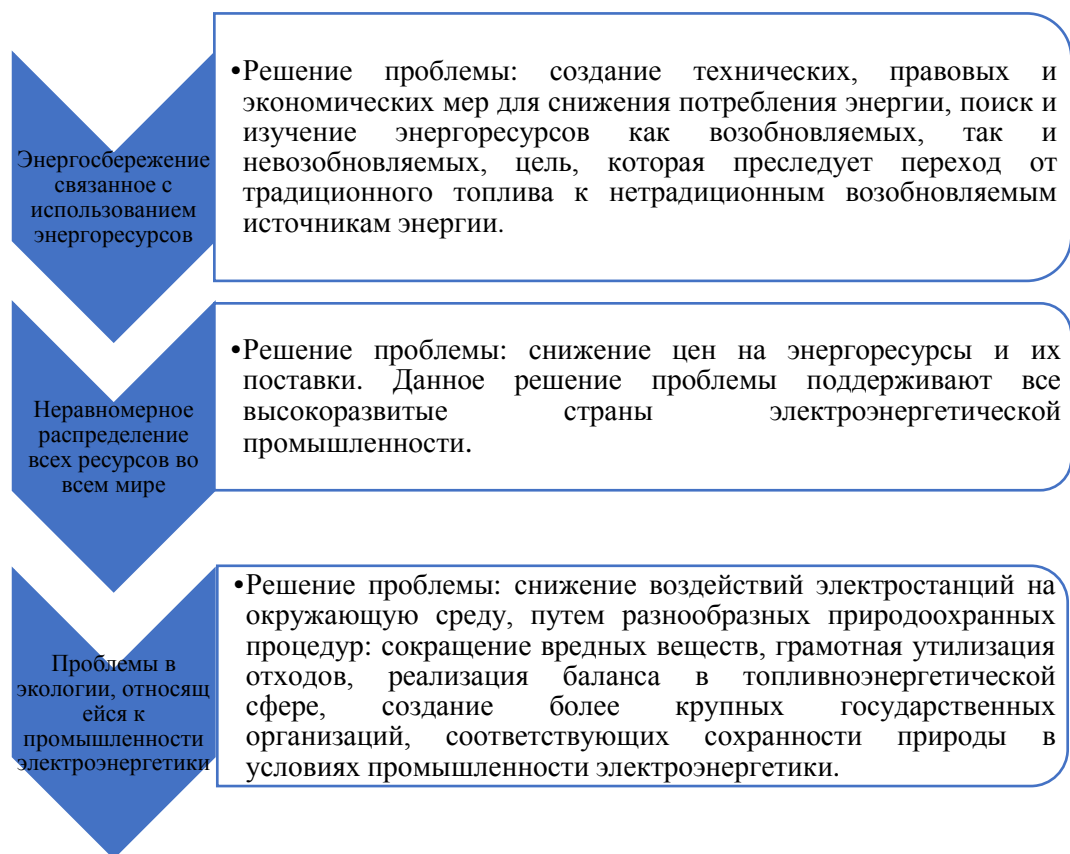 Энергосбережение
связанное с
использованием
энергоресурсов
•Решение проблемы: создание технических, правовых и
экономических мер для снижения потребления энергии, поиск и
изучение энергоресурсов как возобновляемых, так и
невозобновляемых, цель, которая преследует переход от
традиционного топлива к нетрадиционным возобновляемым
источникам энергии.
Неравномерное
распределение
всех ресурсов во
всем мире
•Решение проблемы: снижение цен на энергоресурсы и их
поставки. Данное решение проблемы поддерживают все
высокоразвитые страны электроэнергетической
промышленности.
Проблемы в
экологии, относящ
ейся к
промышленности
электроэнергетики
•Решение проблемы: снижение воздействий электростанций на
окружающую среду, путем разнообразных природоохранных
процедур: сокращение вредных веществ, грамотная утилизация
отходов, реализация баланса в топливноэнергетической
сфере, создание более крупных государственных
организаций, соответствующих сохранности природы в
условиях промышленности электроэнергетики.